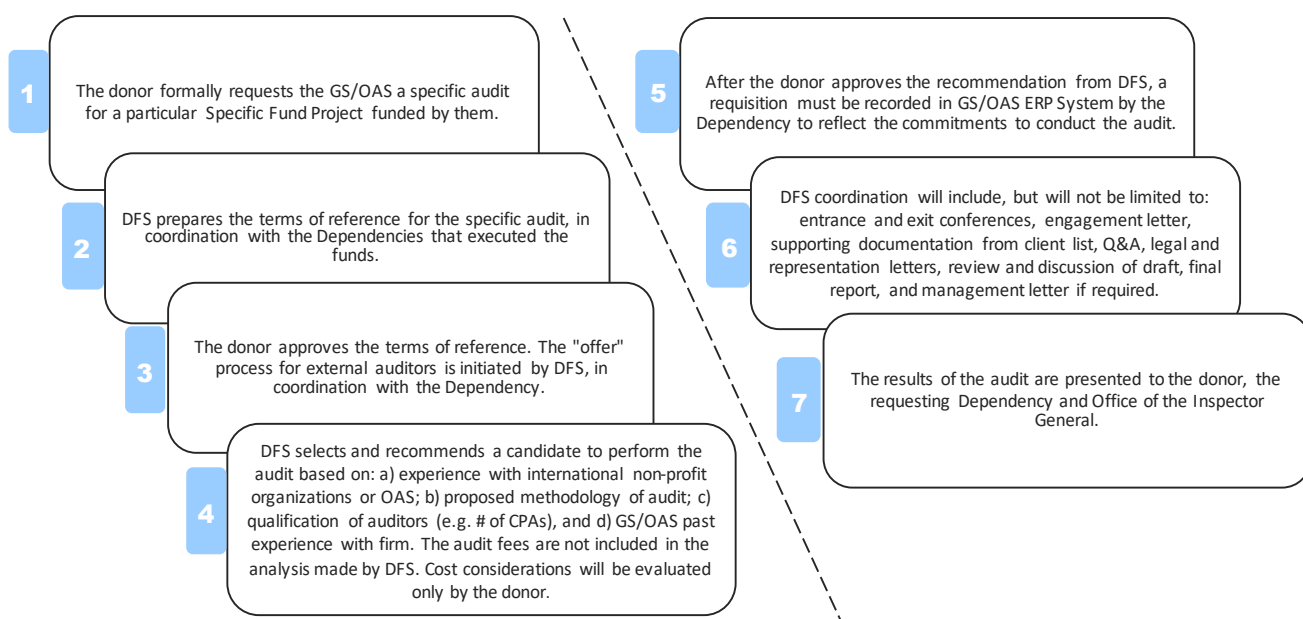 1
The donor formally requests the GS/OAS a specific audit
for a particular Specific Fund Project funded by them.
2
DFS prepares the terms of reference for the specific audit, in
coordination with the Dependencies that executed the
funds.
3
The donor approves the terms of reference. The "offer"
process for external auditors is initiated by DFS, in
coordination with the Dependency.
4
DFS selects and recommends a candidate to perform the
audit based on: a) experience with international non-profit
organizations or OAS; b) proposed methodology of audit; c)
qualification of auditors (e.g. # of CPAs), and d) GS/OAS past
experience with firm. The audit fees are not included in the
analysis made by DFS. Cost considerations will be evaluated
only by the donor.
5
After the donor approves the recommendation from DFS, a
requisition must be recorded in GS/OAS ERP System by the
Dependency to reflect the commitments to conduct the audit.
6
DFS coordination will include, but will not be limited to:
entrance and exit conferences, engagement letter,
supporting documentation from client list, Q&A, legal and
representation letters, review and discussion of draft, final
report, and management letter if required.
7
The results of the audit are presented to the donor, the
requesting Dependency and Office of the Inspector
General.